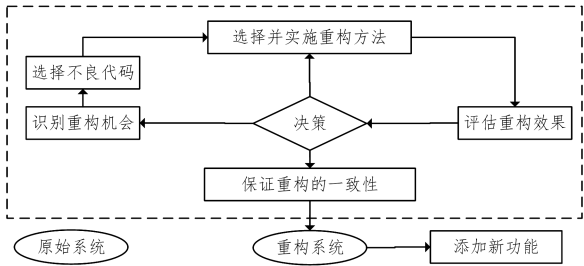 选择并实施重构方法
选择不良代码
识别重构机会
决策
评估重构效果
保证重构的一致性
原始系统
重构系统
添加新功能